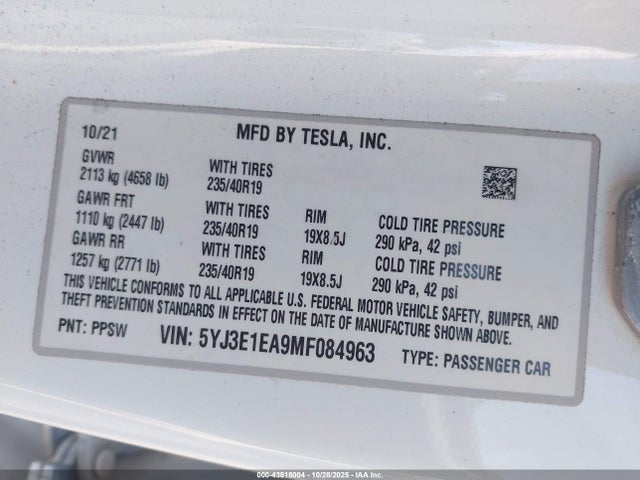 10/21 MFD BY TESLA, INC.
GVWR
2113 kg (4658 lb) WITH TIRES 235/40R19
GAWR FRT
1110 kg (2447 lb) WITH TIRES 235/40R19 RIM 19X8.5J COLD TIRE PRESSURE 290 kPa, 42 psi
GAWR RR
1257 kg (2771 lb) WITH TIRES 235/40R19 RIM 19X8.5J COLD TIRE PRESSURE 290 kPa, 42 psi
THIS VEHICLE CONFORMS TO ALL APPLICABLE U.S. FEDERAL MOTOR VEHICLE SAFETY, BUMPER, AND
THEFT PREVENTION STANDARDS IN EFFECT ON THE DATE OF MANUFACTURE SHOWN ABOVE.
PNT: PPSW VIN: 5YJ3E1EA9MF084963 TYPE: PASSENGER CAR
000-43518004 | 10/28/2025 - IAAI.com